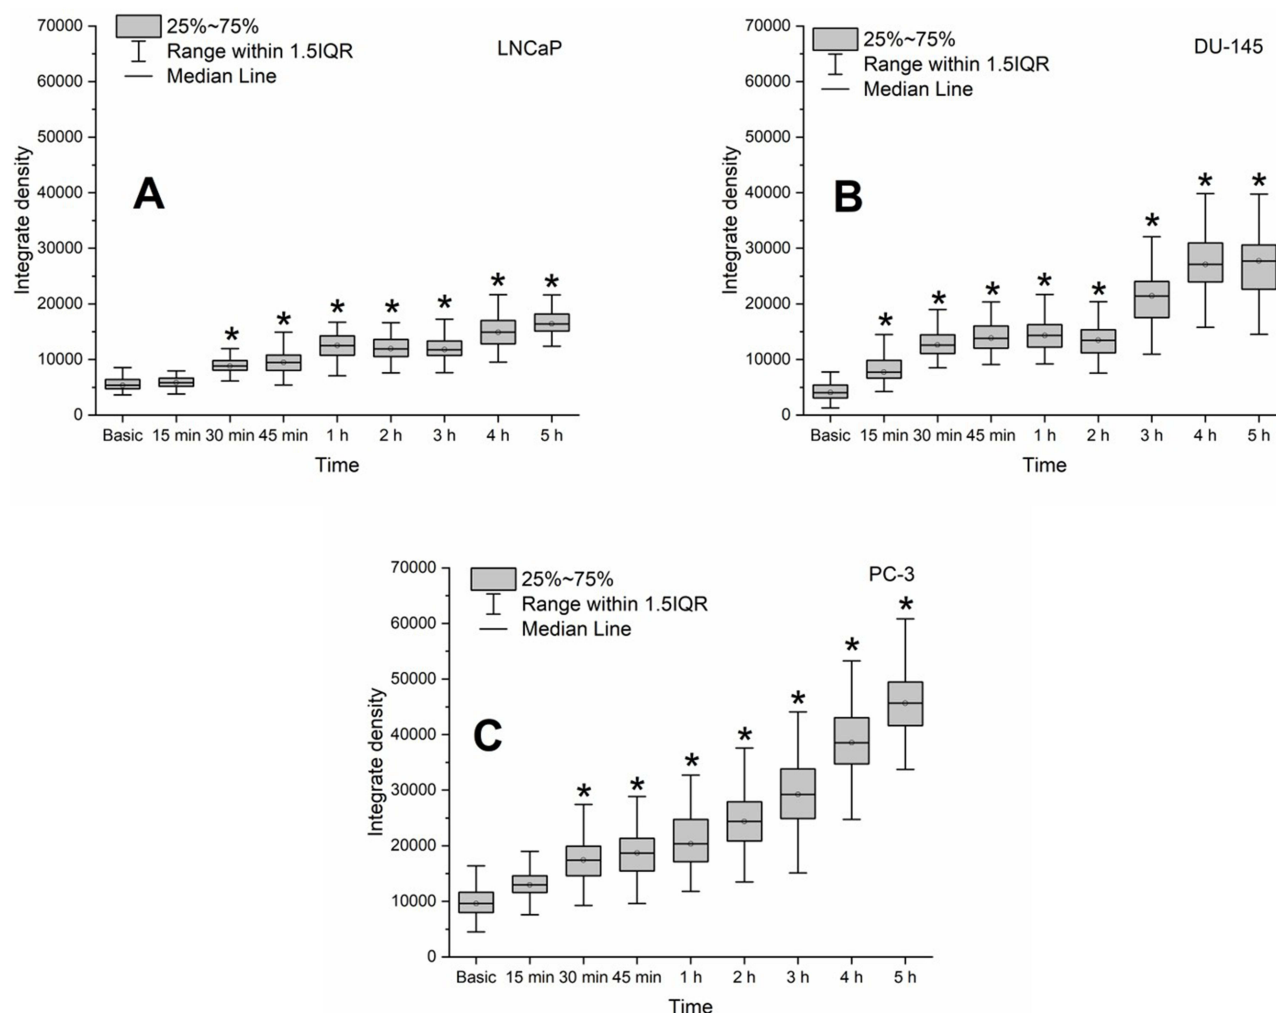 70000
60000
50000
40000
30000
20000
10000
0
Integrate density
25%~75%
Range within 1.5IQR
Median Line
LNCaP
A
*
*
*
*
*
*
*
Basic 15 min 30 min 45 min 1 h 2 h 3 h 4 h 5 h
Time
70000
60000
50000
40000
30000
20000
10000
0
Integrate density
25%~75%
Range within 1.5IQR
Median Line
DU-145
B
*
*
*
*
*
*
*
*
Basic 15 min 30 min 45 min 1 h 2 h 3 h 4 h 5 h
Time
70000
60000
50000
40000
30000
20000
10000
0
Integrate density
25%~75%
Range within 1.5IQR
Median Line
PC-3
C
*
*
*
*
*
*
*
Basic 15 min 30 min 45 min 1 h 2 h 3 h 4 h 5 h
Time